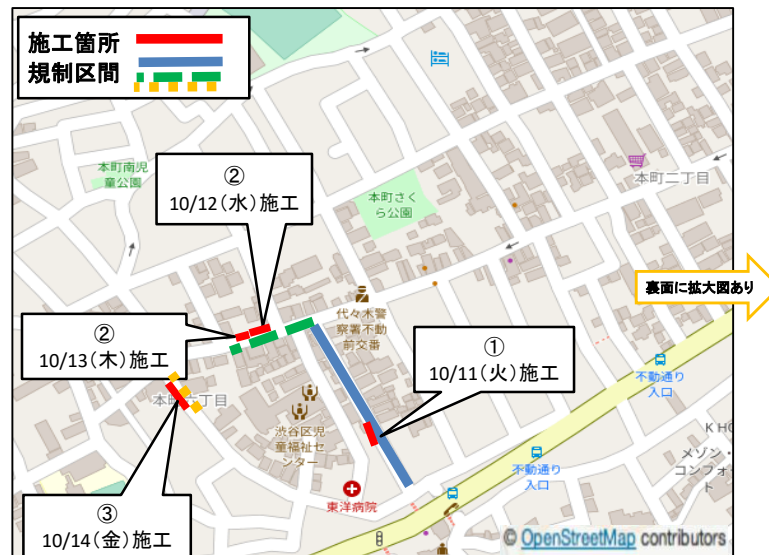 施工箇所
規制区間
②
10/12(水)施工
②
10/13(木)施工
①
10/11(火)施工
③
10/14(金)施工
裏面に拡大図あり
本町南児
童公園
本町さく
ら公園
本町二丁目
代々木警
察署不動
前交番
本町六丁目
渋谷区児
童福祉セ
ンター
東洋病院
不動通り
入口
不動通り
入口
K HO
メゾン・
コンフォー
ト
© OpenStreetMap contributors